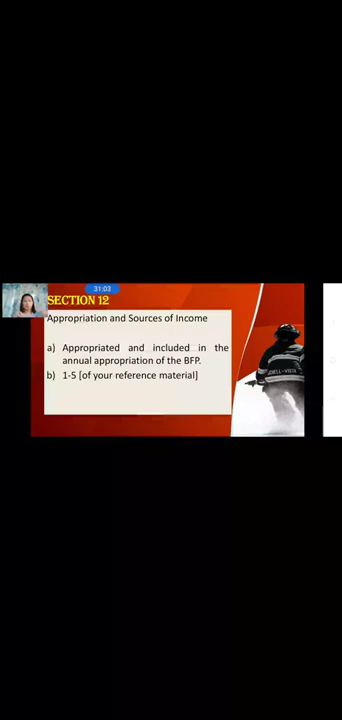 31:03
SECTION 12
Appropriation and Sources of Income
a) Appropriated and included in the
annual appropriation of the BFP.
b) 1-5 [of your reference material]